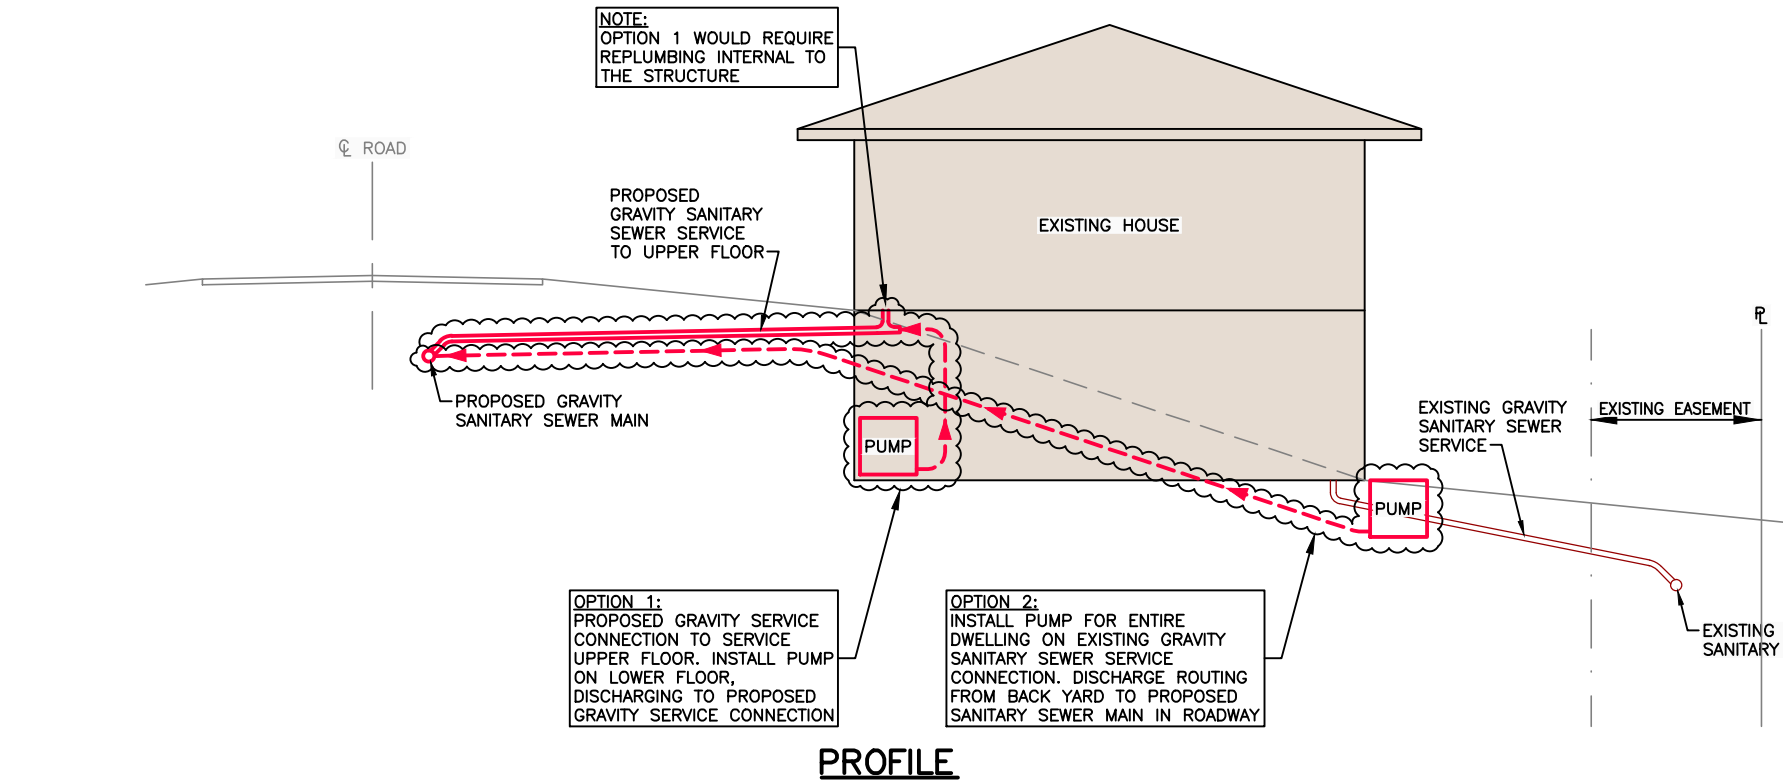 NOTE:
OPTION 1 WOULD REQUIRE
REPLUMBING INTERNAL TO
THE STRUCTURE
℄ ROAD
PROPOSED
GRAVITY SANITARY
SEWER SERVICE
TO UPPER FLOOR
EXISTING HOUSE
PROPOSED GRAVITY
SANITARY SEWER MAIN
PUMP
PUMP
EXISTING GRAVITY
SANITARY SEWER
SERVICE
EXISTING EASEMENT
PL
OPTION 1:
PROPOSED GRAVITY SERVICE
CONNECTION TO SERVICE
UPPER FLOOR. INSTALL PUMP
ON LOWER FLOOR,
DISCHARGING TO PROPOSED
GRAVITY SERVICE CONNECTION
OPTION 2:
INSTALL PUMP FOR ENTIRE
DWELLING ON EXISTING GRAVITY
SANITARY SEWER SERVICE
CONNECTION. DISCHARGE ROUTING
FROM BACK YARD TO PROPOSED
SANITARY SEWER MAIN IN ROADWAY
EXISTING
SANITARY
PROFILE